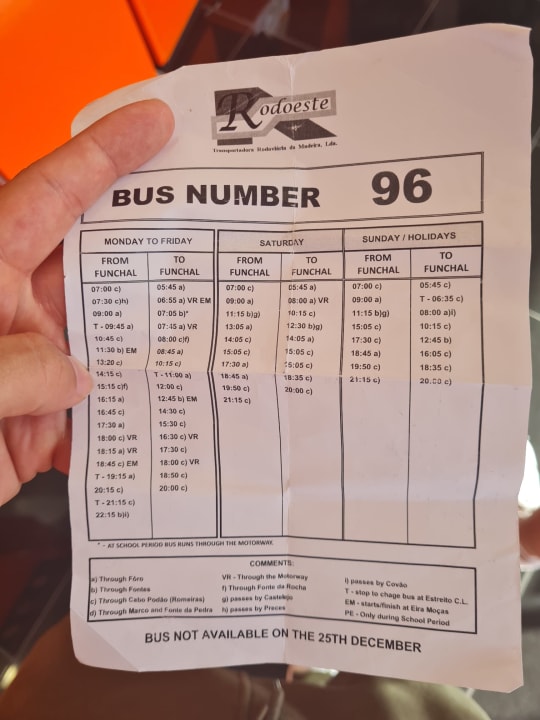 Rodoeste
Transportadora Rodoviária da Madeira, Lda.
BUS NUMBER 96
MONDAY TO FRIDAY SATURDAY SUNDAY / HOLIDAYS
FROM TO FROM TO FROM TO
FUNCHAL FUNCHAL FUNCHAL FUNCHAL FUNCHAL FUNCHAL
07:00 c) 05:45 a) 07:00 c) 05:45 a) 07:00 c) 05:45 c)
07:30 c)h) 06:55 a) VR EM 09:00 a) 08:00 a) VR 09:00 a) T - 06:35 c)
09:00 a) 07:05 b)* 11:15 b)g) 10:15 c) 11:15 b)g) 08:00 a)i)
T - 09:45 a) 07:45 a) VR 13:05 a) 12:30 b)g) 15:05 c) 10:15 c)
10:45 c) 08:00 c)f) 14:05 c) 14:05 a) 17:30 c) 12:45 b)
11:30 b) EM 08:45 a) 15:05 c) 15:05 c) 18:45 a) 16:05 c)
13:20 c) 10:15 c) 17:30 a) 16:05 c) 19:50 c) 18:35 c)
14:15 c) T - 11:00 a) 18:45 a) 18:35 c) 21:15 c) 20:00 c)
15:15 c)f) 12:00 c) 19:50 c) 20:00 c)
16:15 a) 12:45 b) EM 21:15 c)
16:45 c) 14:30 c)
17:30 a) 15:30 c)
18:00 c) VR 16:30 c) VR
18:15 a) VR 17:30 c)
18:45 c) EM 18:00 c) VR
T - 19:15 a) 18:50 c)
20:15 c) 20:00 c)
T - 21:15 c)
22:15 b)i)
* - AT SCHOOL PERIOD BUS RUNS THROUGH THE MOTORWAY.
COMMENTS:
a) Through Fôro VR - Through the Motorway i) passes by Covão
b) Through Fontes f) Through Fonte da Rocha T - stop to chage bus at Estreito C.L.
c) Through Cabo Podão (Romeiras) g) passes by Castelejo EM - starts/finish at Eira Moças
d) Through Marco and Fonte da Pedra h) passes by Preces PE - Only during School Period
BUS NOT AVAILABLE ON THE 25TH DECEMBER